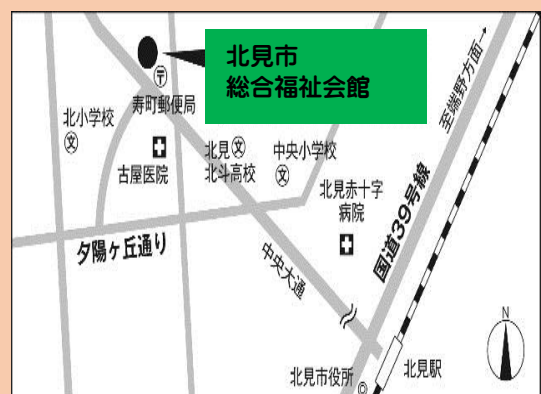 北見市
総合福祉会館
至端野方面→
〒
寿町郵便局
北小学校
文
古屋医院
北見文
北斗高校
中央小学校
文
北見赤十字
病院
夕陽ヶ丘通り
中央大通
国道39号線
N
北見市役所
北見駅